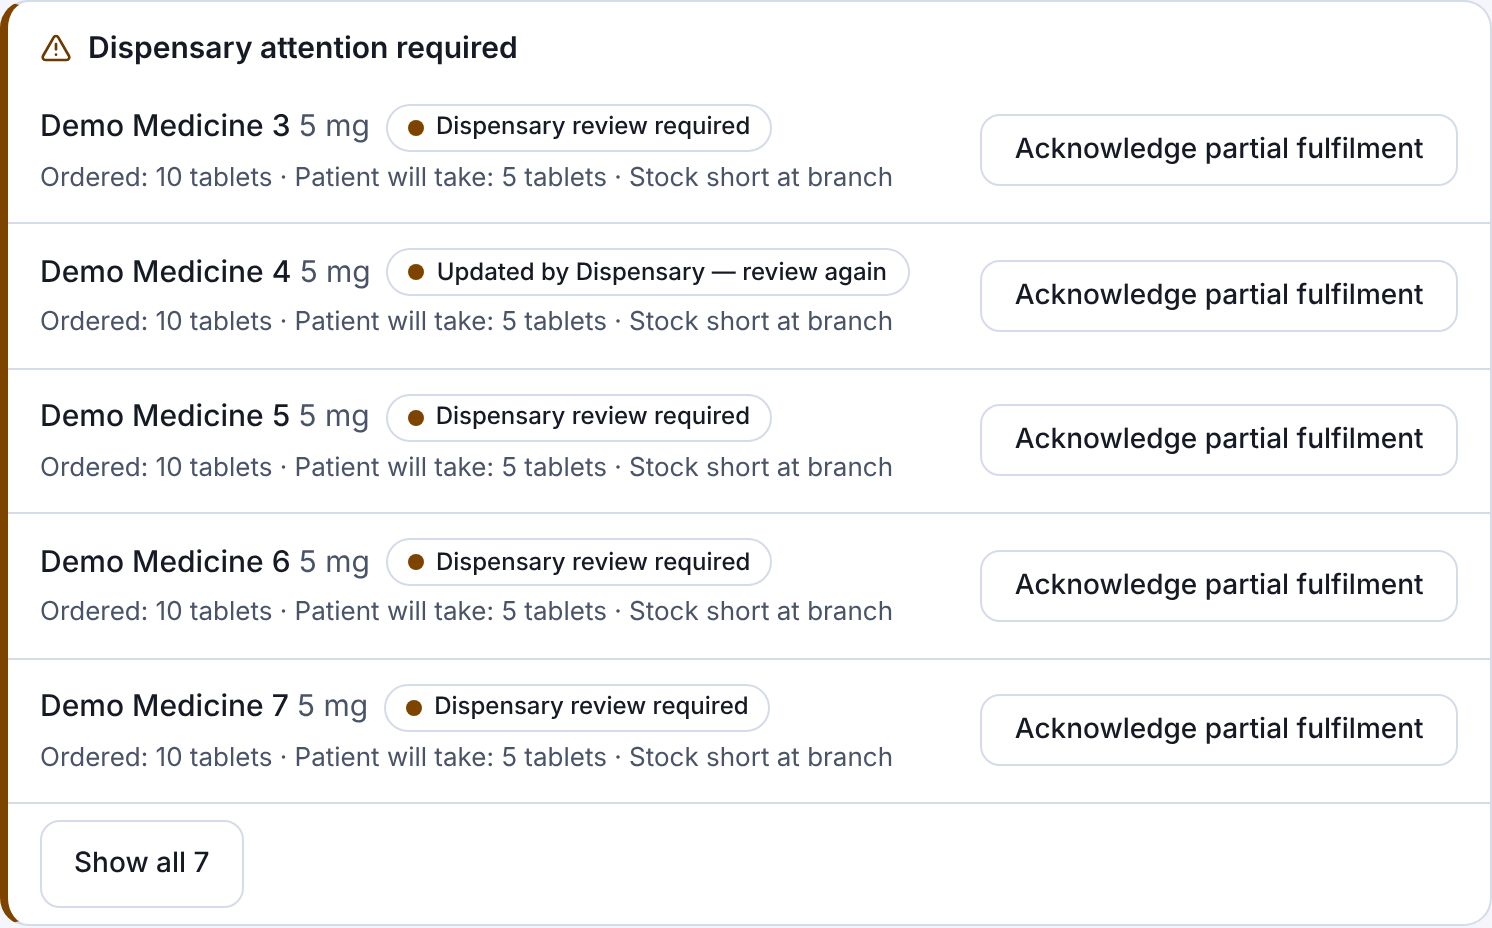 Dispensary attention required
Demo Medicine 3 5 mg Dispensary review required
Ordered: 10 tablets · Patient will take: 5 tablets · Stock short at branch
Acknowledge partial fulfilment
Demo Medicine 4 5 mg Updated by Dispensary — review again
Ordered: 10 tablets · Patient will take: 5 tablets · Stock short at branch
Acknowledge partial fulfilment
Demo Medicine 5 5 mg Dispensary review required
Ordered: 10 tablets · Patient will take: 5 tablets · Stock short at branch
Acknowledge partial fulfilment
Demo Medicine 6 5 mg Dispensary review required
Ordered: 10 tablets · Patient will take: 5 tablets · Stock short at branch
Acknowledge partial fulfilment
Demo Medicine 7 5 mg Dispensary review required
Ordered: 10 tablets · Patient will take: 5 tablets · Stock short at branch
Acknowledge partial fulfilment
Show all 7